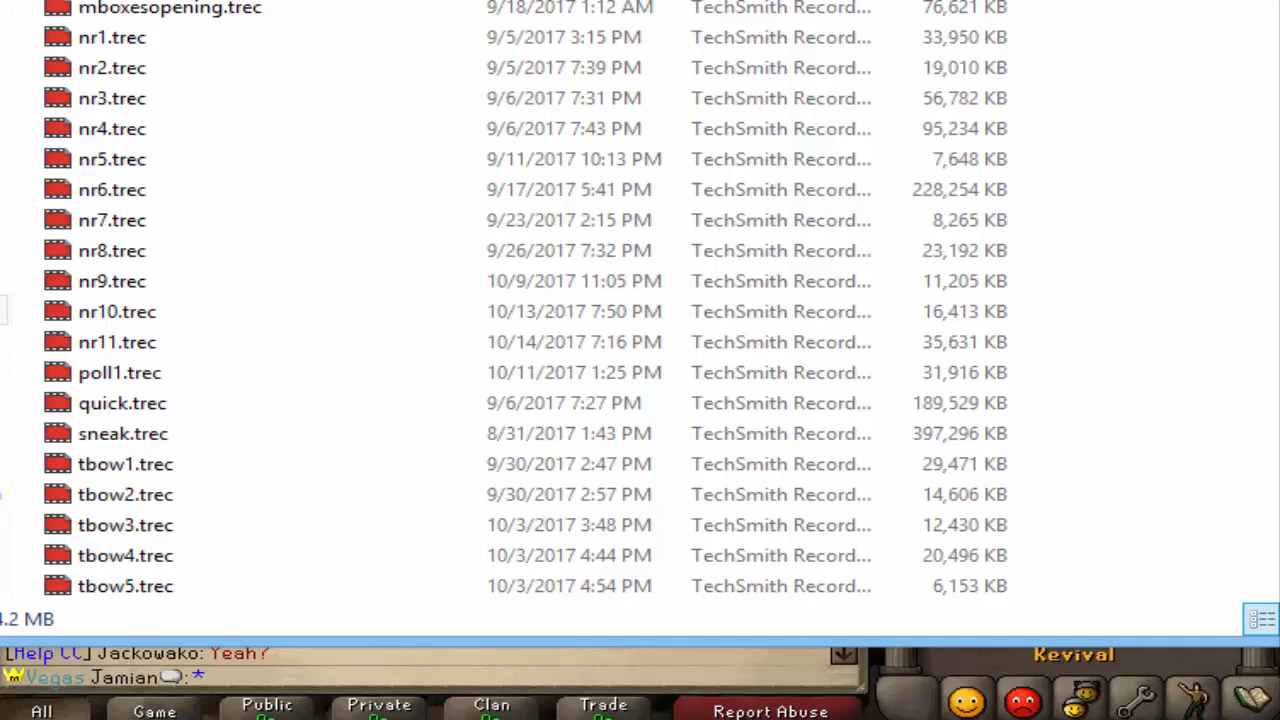 mboxesopening.trec 9/18/2017 1:12 AM TechSmith Record... 76,621 KB
nr1.trec 9/5/2017 3:15 PM TechSmith Record... 33,950 KB
nr2.trec 9/5/2017 7:39 PM TechSmith Record... 19,010 KB
nr3.trec 9/6/2017 7:31 PM TechSmith Record... 56,782 KB
nr4.trec 9/6/2017 7:43 PM TechSmith Record... 95,234 KB
nr5.trec 9/11/2017 10:13 PM TechSmith Record... 7,648 KB
nr6.trec 9/17/2017 5:41 PM TechSmith Record... 228,254 KB
nr7.trec 9/23/2017 2:15 PM TechSmith Record... 8,265 KB
nr8.trec 9/26/2017 7:32 PM TechSmith Record... 23,192 KB
nr9.trec 10/9/2017 11:05 PM TechSmith Record... 11,205 KB
nr10.trec 10/13/2017 7:50 PM TechSmith Record... 16,413 KB
nr11.trec 10/14/2017 7:16 PM TechSmith Record... 35,631 KB
poll1.trec 10/11/2017 1:25 PM TechSmith Record... 31,916 KB
quick.trec 9/6/2017 7:27 PM TechSmith Record... 189,529 KB
sneak.trec 8/31/2017 1:43 PM TechSmith Record... 397,296 KB
tbow1.trec 9/30/2017 2:47 PM TechSmith Record... 29,471 KB
tbow2.trec 9/30/2017 2:57 PM TechSmith Record... 14,606 KB
tbow3.trec 10/3/2017 3:48 PM TechSmith Record... 12,430 KB
tbow4.trec 10/3/2017 4:44 PM TechSmith Record... 20,496 KB
tbow5.trec 10/3/2017 4:54 PM TechSmith Record... 6,153 KB
4.2 MB
[Help CC] Jackowako: Yeah?
Revival
Vegas Jamian:*
All Game Public Private Clan Trade Report Abuse